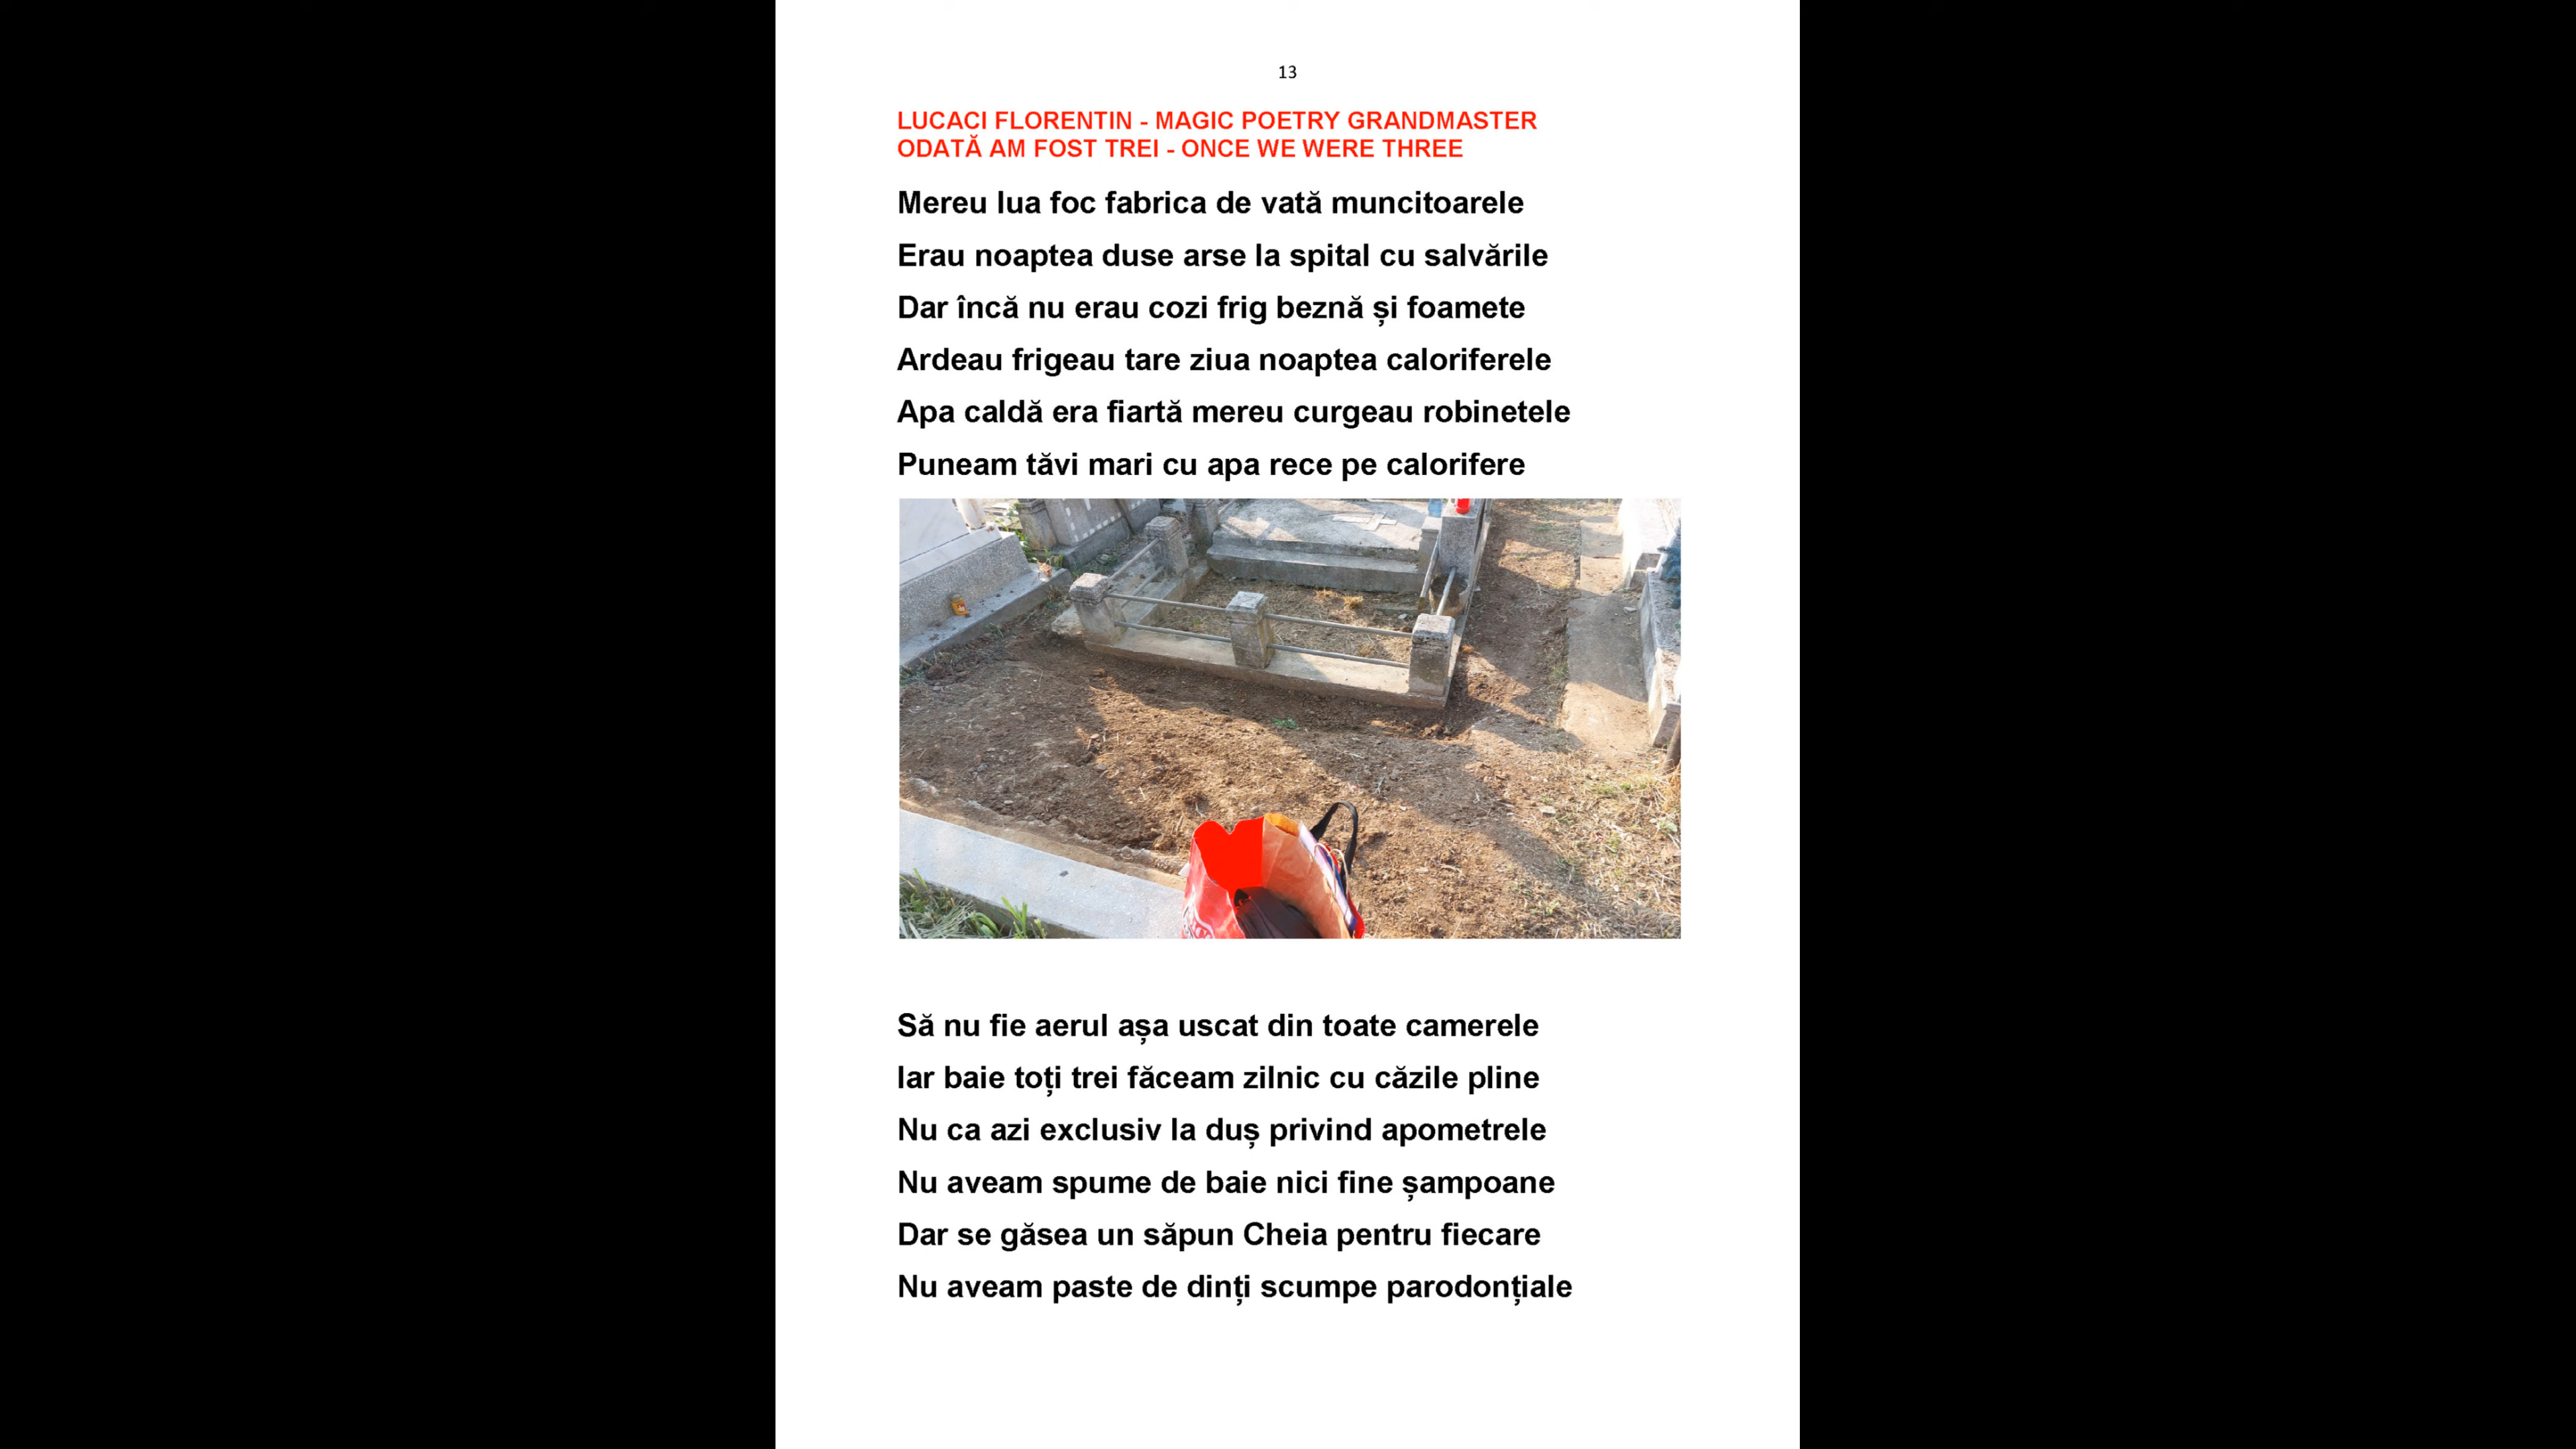 13
LUCACI FLORENTIN - MAGIC POETRY GRANDMASTER
ODATĂ AM FOST TREI - ONCE WE WERE THREE
Mereu lua foc fabrica de vată muncitoarele
Erau noaptea duse arse la spital cu salvările
Dar încă nu erau cozi frig beznă și foamete
Ardeau frigeau tare ziua noaptea caloriferele
Apa caldă era fiartă mereu curgeau robinetele
Puneam tăvi mari cu apa rece pe calorifere
Să nu fie aerul așa uscat din toate camerele
Iar baie toți trei făceam zilnic cu căzile pline
Nu ca azi exclusiv la duș privind apometrele
Nu aveam spume de baie nici fine șampoane
Dar se găsea un săpun Cheia pentru fiecare
Nu aveam paste de dinți scumpe parodonțiale